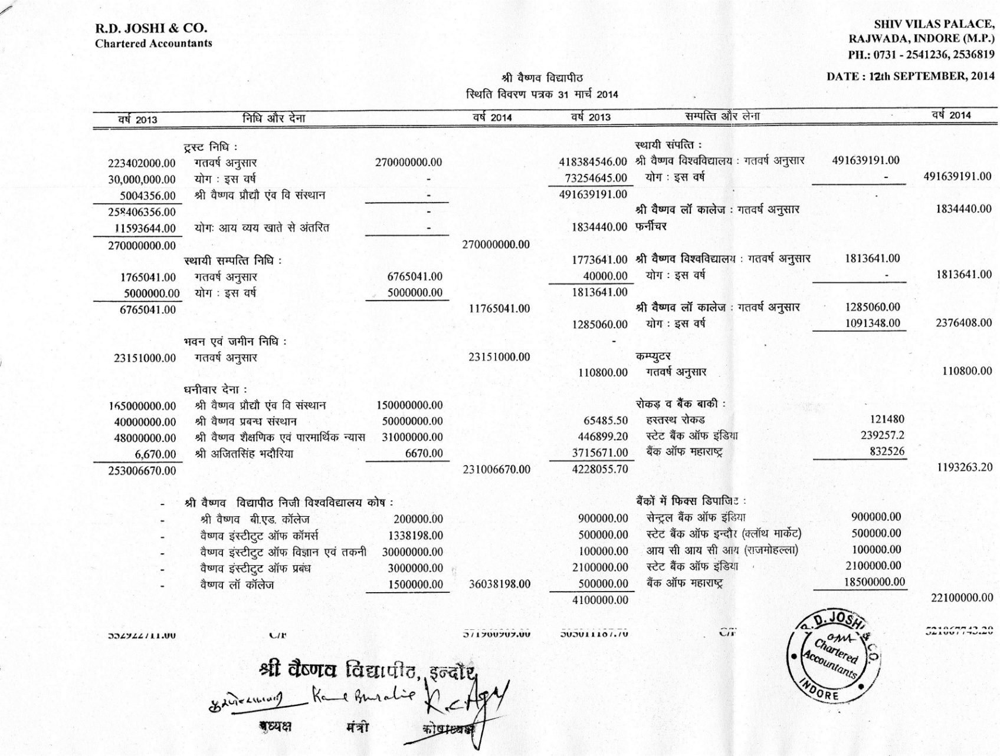 R.D. JOSHI & CO.
Chartered Accountants
SHIV VILAS PALACE,
RAJWADA, INDORE (M.P.)
PH.: 0731 - 2541236, 2536819
DATE : 12th SEPTEMBER, 2014
श्री वैष्णव विद्यापीठ
स्थिति विवरण पत्रक 31 मार्च 2014
वर्ष 2013 निधि और देना वर्ष 2014 वर्ष 2013 सम्पत्ति और लेना वर्ष 2014
ट्रस्ट निधि : स्थायी संपत्ति :
223402000.00 गतवर्ष अनुसार 270000000.00 418384546.00 श्री वैष्णव विश्वविद्यालय : गतवर्ष अनुसार 491639191.00
30,000,000.00 योग : इस वर्ष - 73254645.00 योग : इस वर्ष - 491639191.00
5004356.00 श्री वैष्णव प्रौद्यौ एंव वि संस्थान - 491639191.00
258406356.00 - श्री वैष्णव लॉ कालेज : गतवर्ष अनुसार 1834440.00
11593644.00 योगः आय व्यय खाते से अंतरित - 1834440.00 फर्नीचर
270000000.00 270000000.00
स्थायी सम्पत्ति निधि : 1773641.00 श्री वैष्णव विश्वविद्यालय : गतवर्ष अनुसार 1813641.00
1765041.00 गतवर्ष अनुसार 6765041.00 40000.00 योग : इस वर्ष - 1813641.00
5000000.00 योग : इस वर्ष 5000000.00 1813641.00
6765041.00 11765041.00 श्री वैष्णव लॉ कालेज : गतवर्ष अनुसार 1285060.00
1285060.00 योग : इस वर्ष 1091348.00 2376408.00
भवन एवं जमीन निधि : -
23151000.00 गतवर्ष अनुसार 23151000.00 कम्प्युटर
110800.00 गतवर्ष अनुसार 110800.00
धनीवार देना :
165000000.00 श्री वैष्णव प्रौद्यौ एंव वि संस्थान 150000000.00 रोकड़ व बैंक बाकी :
40000000.00 श्री वैष्णव प्रबन्ध संस्थान 50000000.00 65485.50 हस्तस्थ रोकड 121480
48000000.00 श्री वैष्णव शैक्षणिक एवं पारमार्थिक न्यास 31000000.00 446899.20 स्टेट बैंक ऑफ इंडिया 239257.2
6,670.00 श्री अजितसिंह भदौरिया 6670.00 3715671.00 बैंक ऑफ महाराष्ट्र 832526
253006670.00 231006670.00 4228055.70 1193263.20
- श्री वैष्णव विद्यापीठ निजी विश्वविद्यालय कोष : बैंकों में फिक्स डिपाजिट :
- श्री वैष्णव बी.एड. कॉलेज 200000.00 900000.00 सेन्ट्रल बैंक ऑफ इंडिया 900000.00
- वैष्णव इंस्टीटुट ऑफ कॉमर्स 1338198.00 500000.00 स्टेट बैंक ऑफ इन्दौर (क्लॉथ मार्केट) 500000.00
- वैष्णव इंस्टीटुट ऑफ विज्ञान एवं तकनी 30000000.00 100000.00 आय सी आय सी आय (राजमोहल्ला) 100000.00
- वैष्णव इंस्टीटुट ऑफ प्रबंध 3000000.00 2100000.00 स्टेट बैंक ऑफ इंडिया 2100000.00
- वैष्णव लॉ कॉलेज 1500000.00 36038198.00 500000.00 बैंक ऑफ महाराष्ट्र 18500000.00
4100000.00 22100000.00
552922711.00 C/F 571960909.00 505011187.70 C/F 521067743.20
R.D. JOSHI & CO.
Chartered
Accountants
INDORE
श्री वैष्णव विद्यापीठ, इन्दौर
अध्यक्ष मंत्री कोषाध्यक्ष